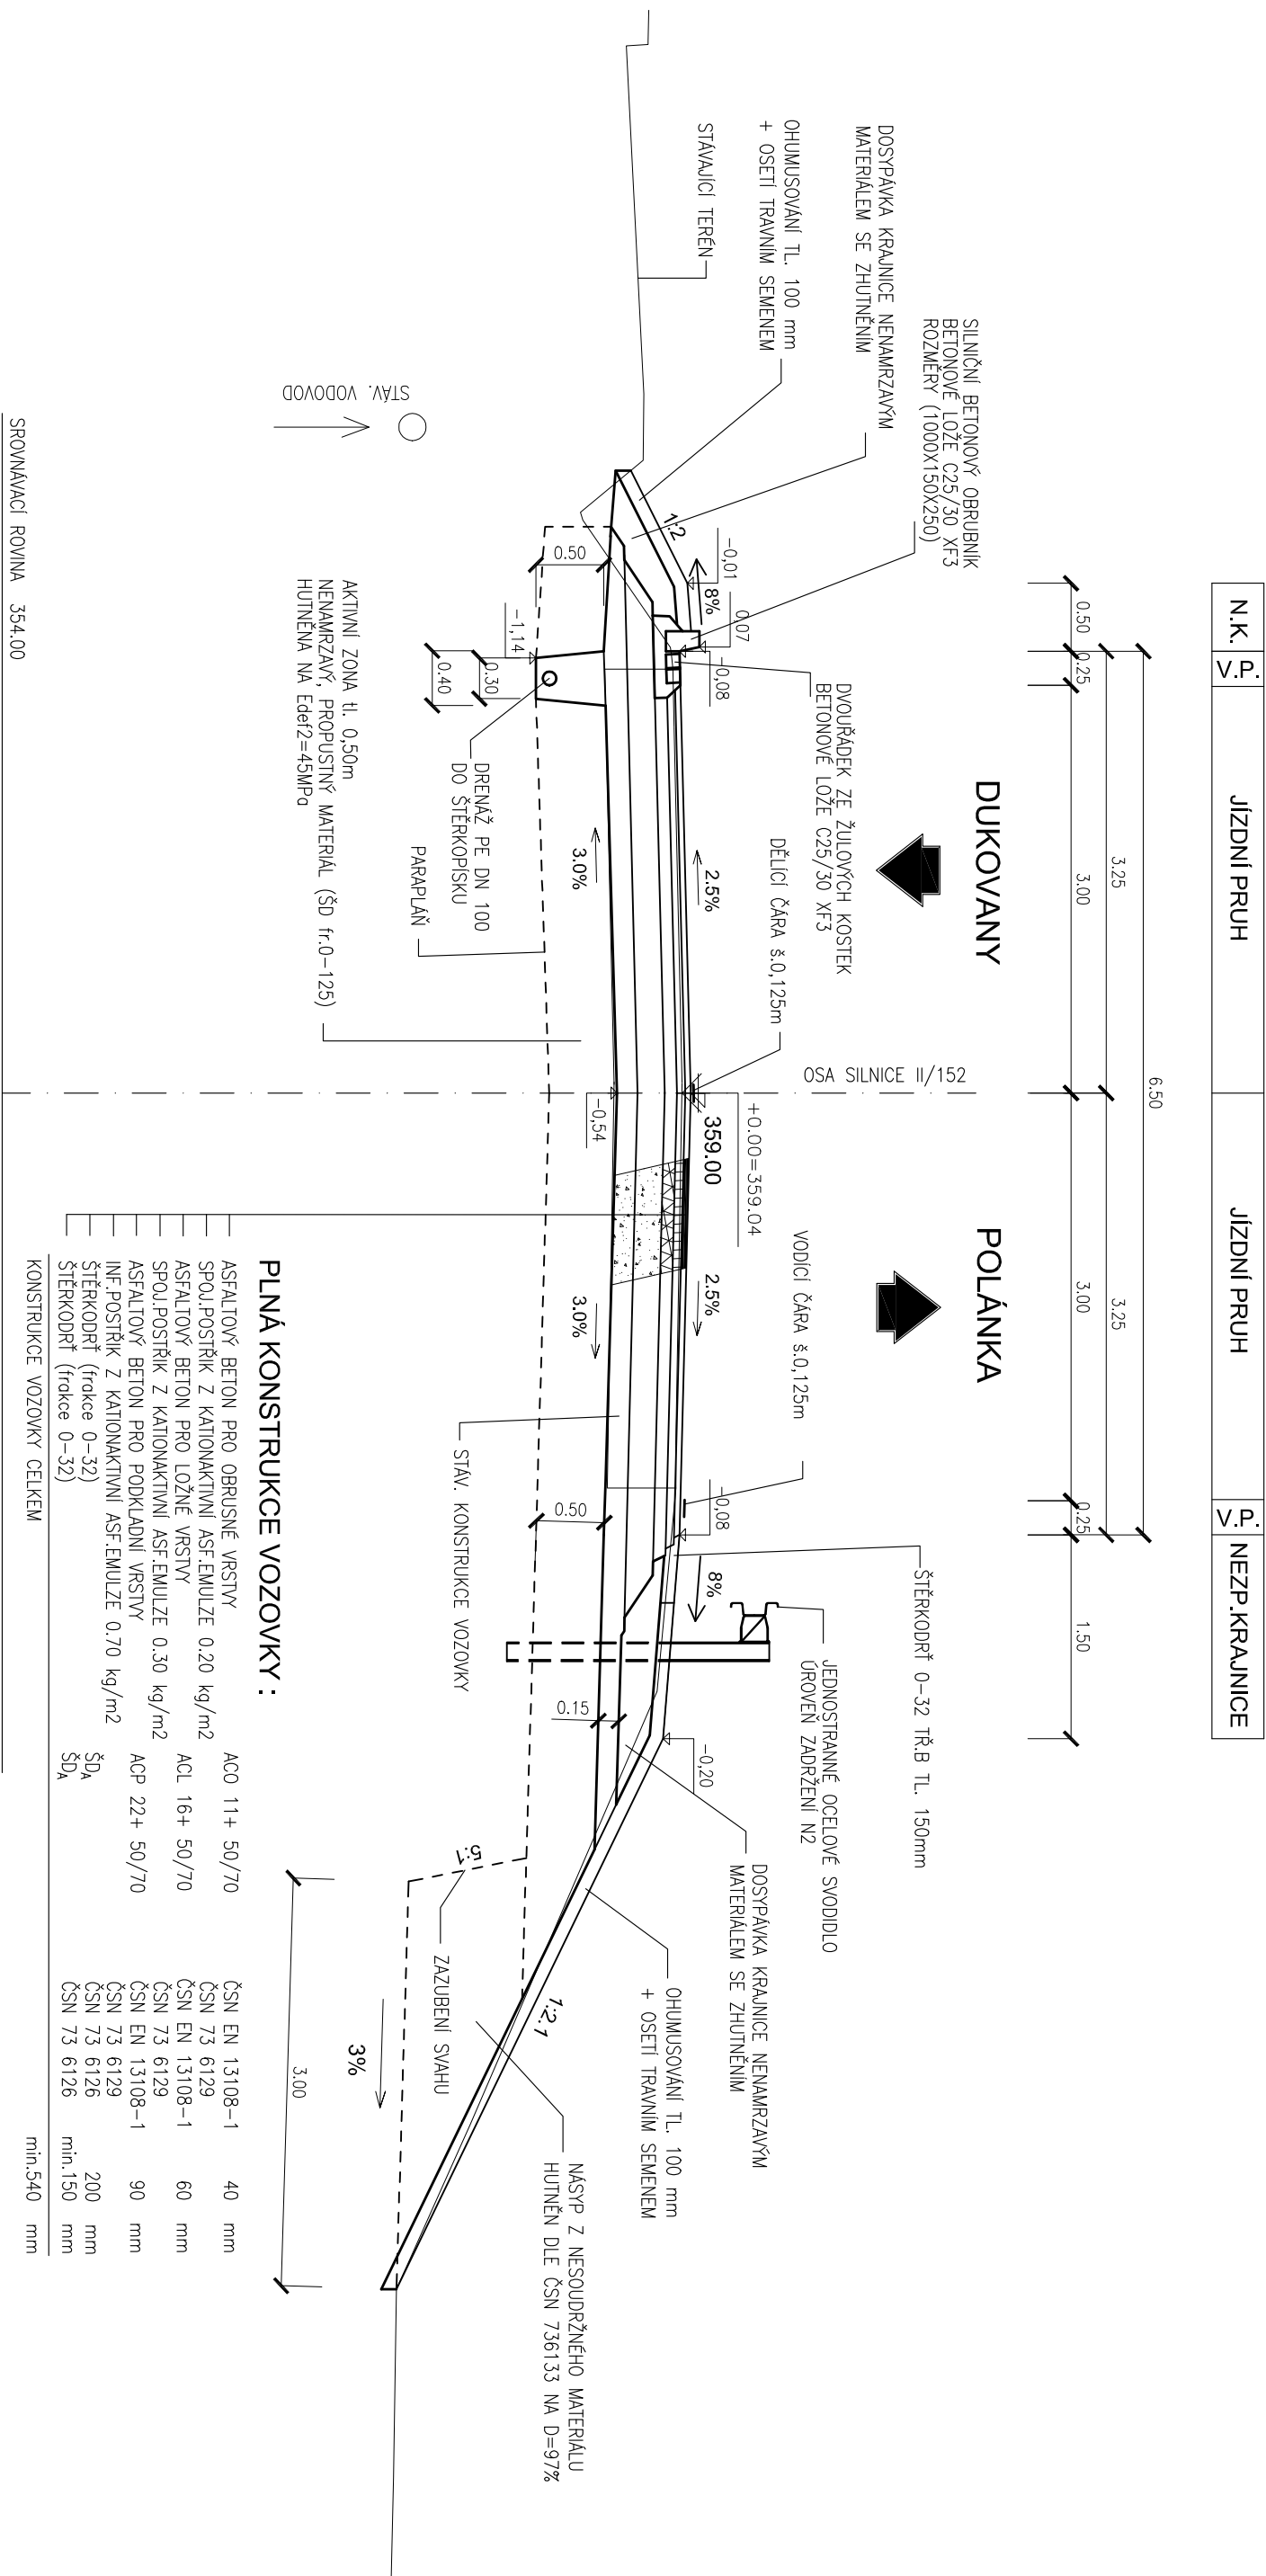 N.K.
V.P.
JÍZDNÍ PRUH
JÍZDNÍ PRUH
V.P.
NEZP.KRAJNICE
6.50
3.25
3.25
0.50
0.25
3.00
3.00
0.25
1.50
DUKOVANY
POLÁNKA
SILNIČNÍ BETONOVÝ OBRUBNÍK
BETONOVÉ LOŽE C25/30 XF3
ROZMĚRY (1000X150X250)
DOSYPÁVKA KRAJNICE NENAMRZAVÝM
MATERIÁLEM SE ZHUTNĚNÍM
OHUMUSOVÁNÍ TL. 100 mm
+ OSETÍ TRAVNÍM SEMENEM
STÁVAJÍCÍ TERÉN
DVOUŘÁDEK ZE ŽULOVÝCH KOSTEK
BETONOVÉ LOŽE C25/30 XF3
DĚLÍCÍ ČÁRA š.0,125m
OSA SILNICE II/152
+0.00=359.04
359.00
VODÍCÍ ČÁRA š.0,125m
ŠTĚRKODRŤ 0-32 TŘ.B TL. 150mm
JEDNOSTRANNÉ OCELOVÉ SVODIDLO
ÚROVEŇ ZADRŽENÍ N2
DOSYPÁVKA KRAJNICE NENAMRZAVÝM
MATERIÁLEM SE ZHUTNĚNÍM
OHUMUSOVÁNÍ TL. 100 mm
+ OSETÍ TRAVNÍM SEMENEM
NÁSYP Z NESOUDRŽNÉHO MATERIÁLU
HUTNĚN DLE ČSN 736133 NA D=97%
1:2
-0,01
8%
0,07
-0,08
2.5%
2.5%
-0,08
8%
-0,20
3.0%
-0,54
3.0%
0.50
-1,14
0.30
0.40
0.50
0.15
5:1
1:2,1
3%
3.00
STÁV. VODOVOD
DRENÁŽ PE DN 100
DO ŠTĚRKOPÍSKU
PARAPLÁŇ
STÁV. KONSTRUKCE VOZOVKY
ZAZUBENÍ SVAHU
AKTIVNÍ ZONA tl. 0,50m
NENAMRZAVÝ, PROPUSTNÝ MATERIÁL (ŠD fr.0-125)
HUTNĚNA NA Edef2=45MPa
PLNÁ KONSTRUKCE VOZOVKY :
ASFALTOVÝ BETON PRO OBRUSNÉ VRSTVY ACO 11+ 50/70 ČSN EN 13108-1 40 mm
SPOJ.POSTŘIK Z KATIONAKTIVNÍ ASF.EMULZE 0.20 kg/m2 ČSN 73 6129
ASFALTOVÝ BETON PRO LOŽNÉ VRSTVY ACL 16+ 50/70 ČSN EN 13108-1 60 mm
SPOJ.POSTŘIK Z KATIONAKTIVNÍ ASF.EMULZE 0.30 kg/m2 ČSN 73 6129
ASFALTOVÝ BETON PRO PODKLADNÍ VRSTVY ACP 22+ 50/70 ČSN EN 13108-1 90 mm
INF.POSTŘIK Z KATIONAKTIVNÍ ASF.EMULZE 0.70 kg/m2 ČSN 73 6129
ŠTĚRKODRŤ (frakce 0-32) ŠDA ČSN 73 6126 200 mm
ŠTĚRKODRŤ (frakce 0-32) ŠDA ČSN 73 6126 min.150 mm
KONSTRUKCE VOZOVKY CELKEM min.540 mm
SROVNÁVACÍ ROVINA 354.00